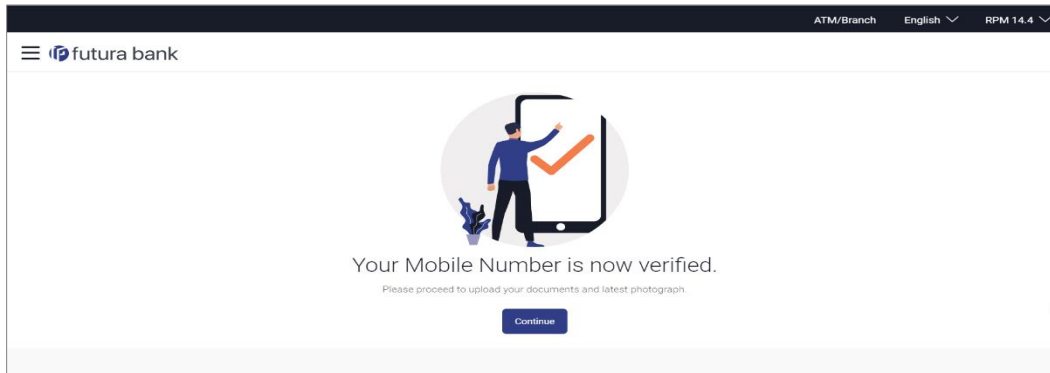 ATM/Branch English RPM 14.4
futura bank
Your Mobile Number is now verified.
Please proceed to upload your documents and latest photograph.
Continue